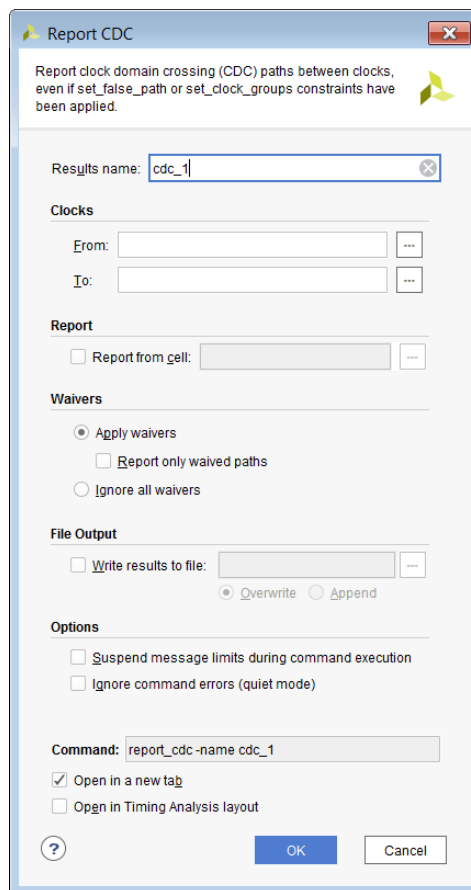 Report CDC
Report clock domain crossing (CDC) paths between clocks,
even if set_false_path or set_clock_groups constraints have
been applied.
Results name: cdc_1
Clocks
From:
...
To:
...
Report
Report from cell:
...
Waivers
Apply waivers
Report only waived paths
Ignore all waivers
File Output
Write results to file:
...
Overwrite Append
Options
Suspend message limits during command execution
Ignore command errors (quiet mode)
Command: report_cdc -name cdc_1
Open in a new tab
Open in Timing Analysis layout
? OK Cancel